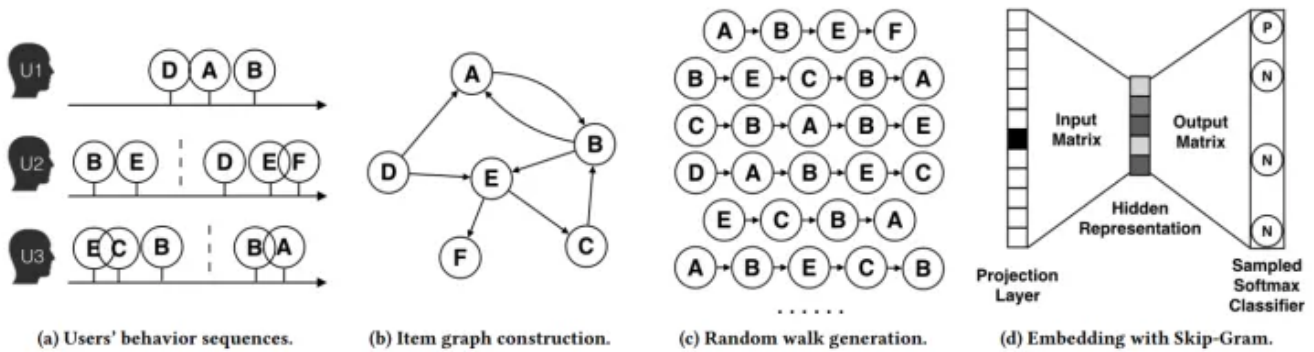 U1
D A B
U2
B E D E F
U3
E C B B A
(a) Users' behavior sequences.
A
B
D
E
F
C
(b) Item graph construction.
A B E F
B E C B A
C B A B E
D A B E C
E C B A
A B E C B
......
(c) Random walk generation.
P
N
N
N
Input
Matrix
Output
Matrix
Hidden
Representation
Projection
Layer
Sampled
Softmax
Classifier
(d) Embedding with Skip-Gram.